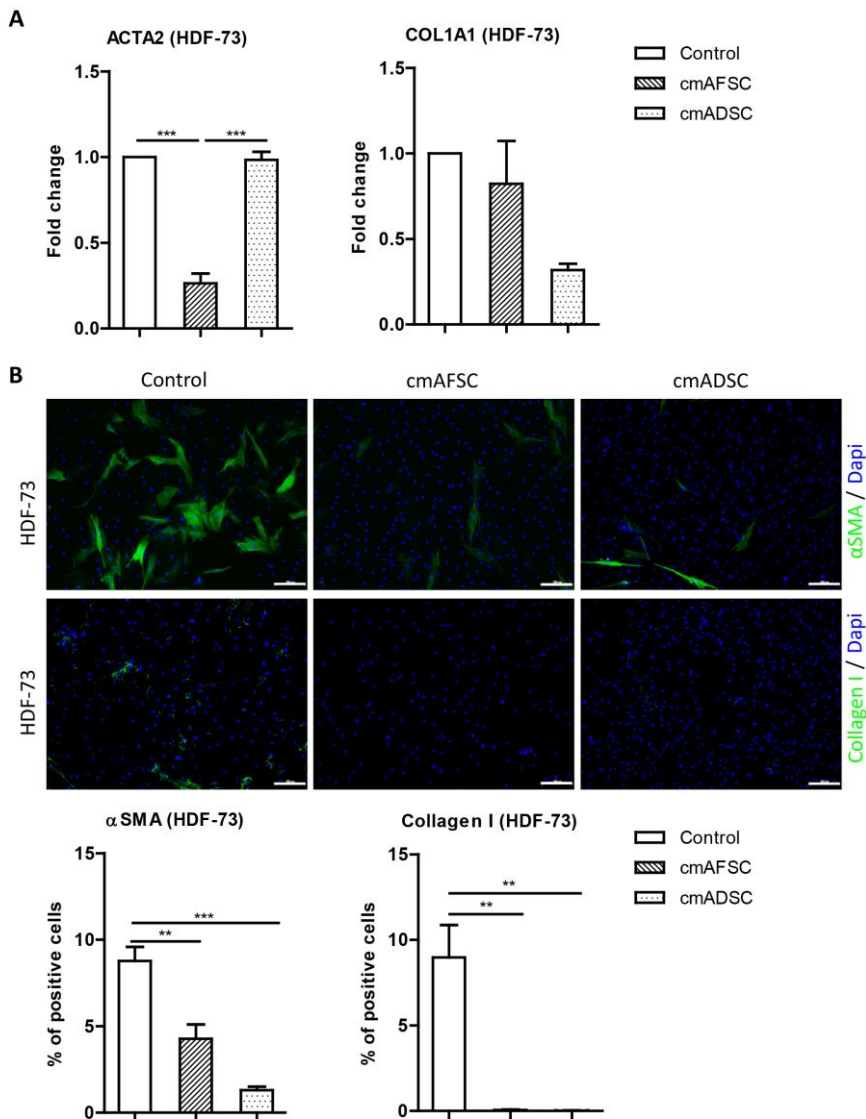 A
ACTA2 (HDF-73)
COL1A1 (HDF-73)
Control
cmAFSC
cmADSC
Fold change
1.5
1.0
0.5
0.0
***
***
Fold change
1.5
1.0
0.5
0.0
B
Control
cmAFSC
cmADSC
HDF-73
αSMA / Dapi
HDF-73
Collagen I / Dapi
α SMA (HDF-73)
Collagen I (HDF-73)
Control
cmAFSC
cmADSC
% of positive cells
15
10
5
0
***
**
% of positive cells
15
10
5
0
**
**